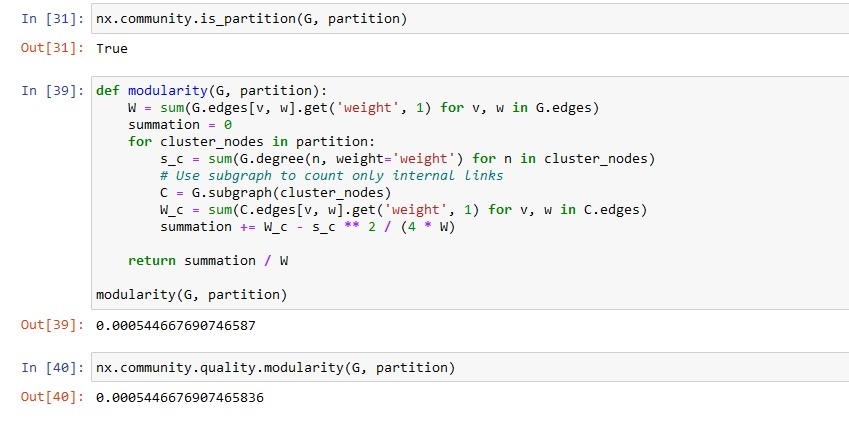 In [31]: nx.community.is_partition(G, partition)
Out[31]: True
In [39]: def modularity(G, partition):
    W = sum(G.edges[v, w].get('weight', 1) for v, w in G.edges)
    summation = 0
    for cluster_nodes in partition:
        s_c = sum(G.degree(n, weight='weight') for n in cluster_nodes)
        # Use subgraph to count only internal links
        C = G.subgraph(cluster_nodes)
        W_c = sum(C.edges[v, w].get('weight', 1) for v, w in C.edges)
        summation += W_c - s_c ** 2 / (4 * W)
    return summation / W
modularity(G, partition)
Out[39]: 0.000544667690746587
In [40]: nx.community.quality.modularity(G, partition)
Out[40]: 0.0005446676907465836